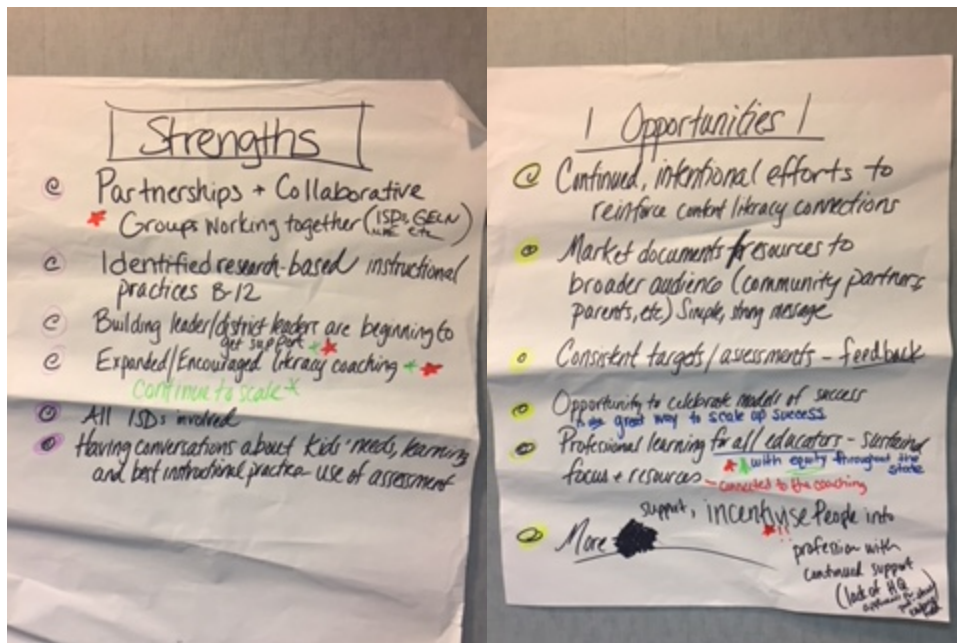 Strengths
Partnerships + Collaborative
Groups working together (ISDs, GELN
etc)
Identified research-based instructional
practices B-12
Building leader/district leaders are beginning to
get support +
Expanded/Encouraged literacy coaching +
Continue to scale
All ISDs involved
Having conversations about Kids' needs, learning
and best instructional practice - use of assessment
| Opportunities |
Continued, intentional efforts to
reinforce content literacy connections
Market documents/resources to
broader audience (community partners,
parents, etc) Simple, strong message
Consistent targets/assessments - feedback
Opportunity to celebrate models of success
great way to scale up success
Professional learning for all educators - sustained
with equity throughout the
state
focus + resources - connected to the coaching
More support, incentivise People into
!!
profession with
continued support
(lack of HQ